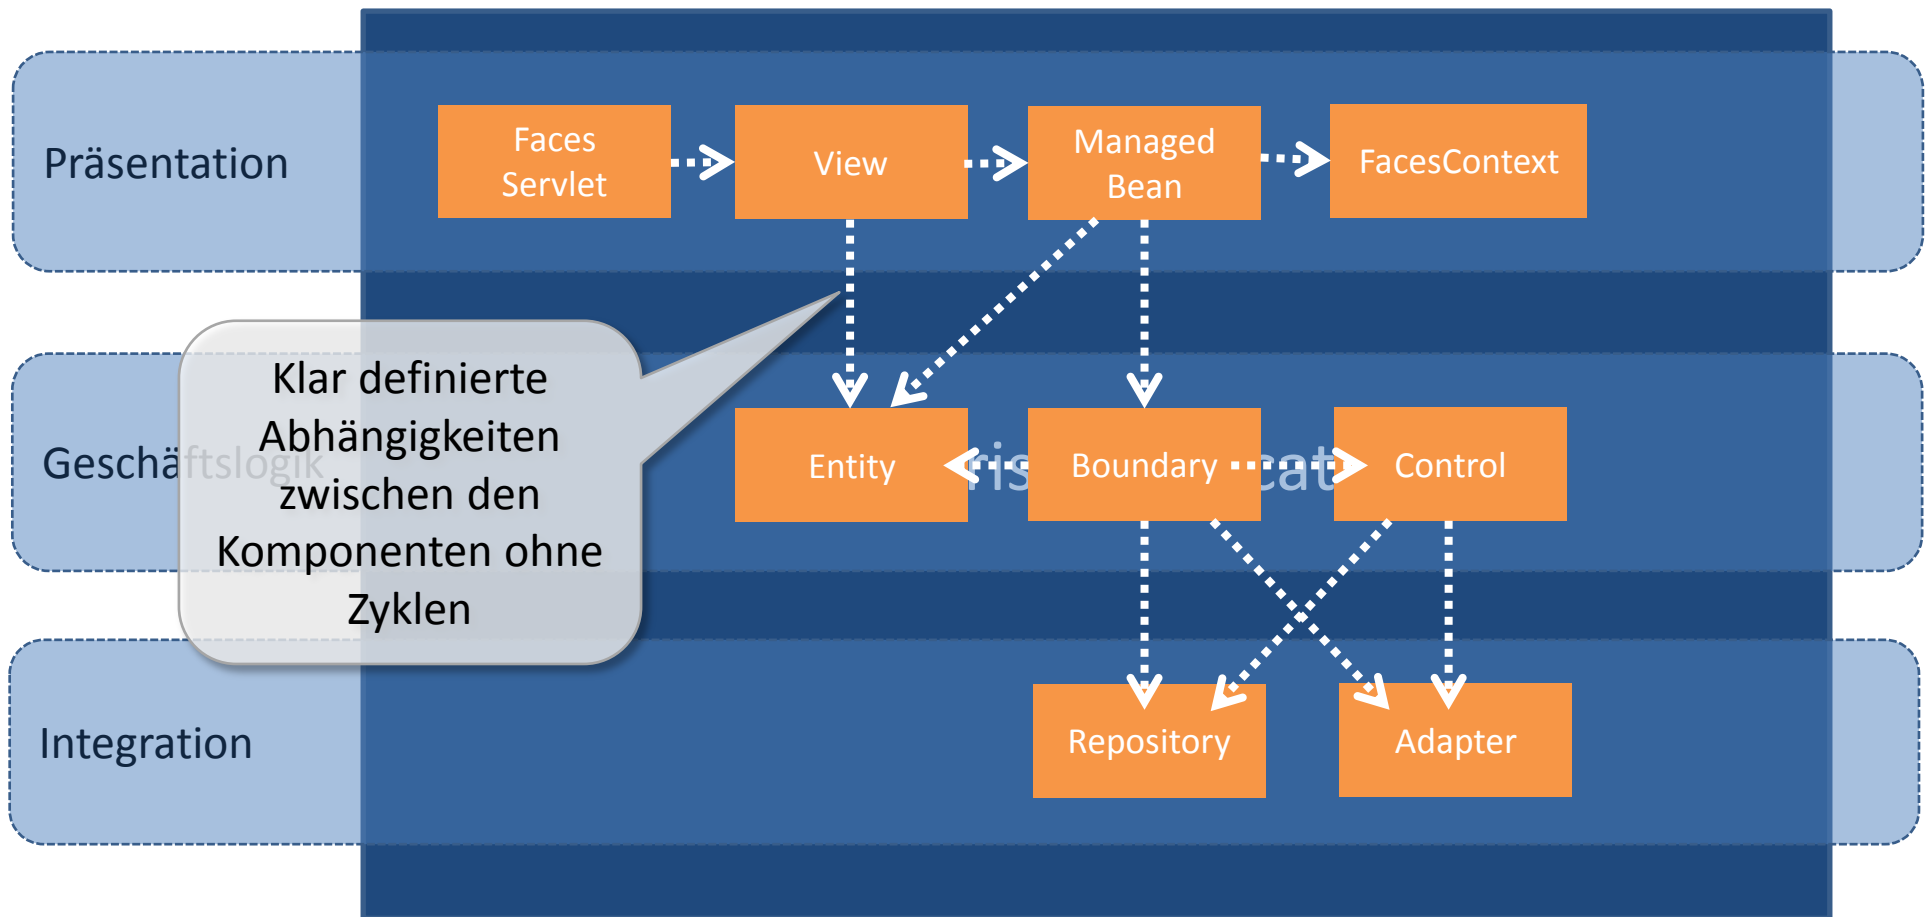 Präsentation
Faces
Servlet
View
Managed
Bean
FacesContext
Klar definierte
Abhängigkeiten
zwischen den
Komponenten ohne
Zyklen
Geschäftslogik
Entity
Boundary
Control
Integration
Repository
Adapter